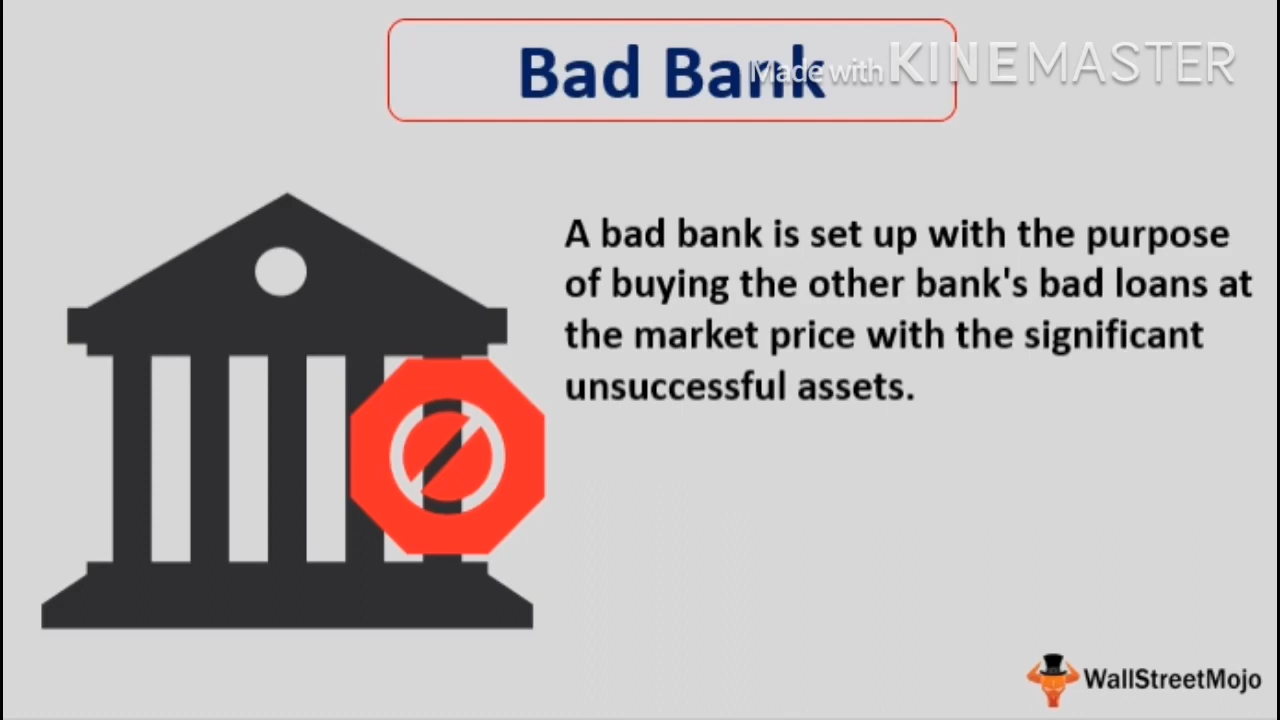 Bad Bank
Made with KINEMASTER
A bad bank is set up with the purpose
of buying the other bank's bad loans at
the market price with the significant
unsuccessful assets.
WallStreetMojo